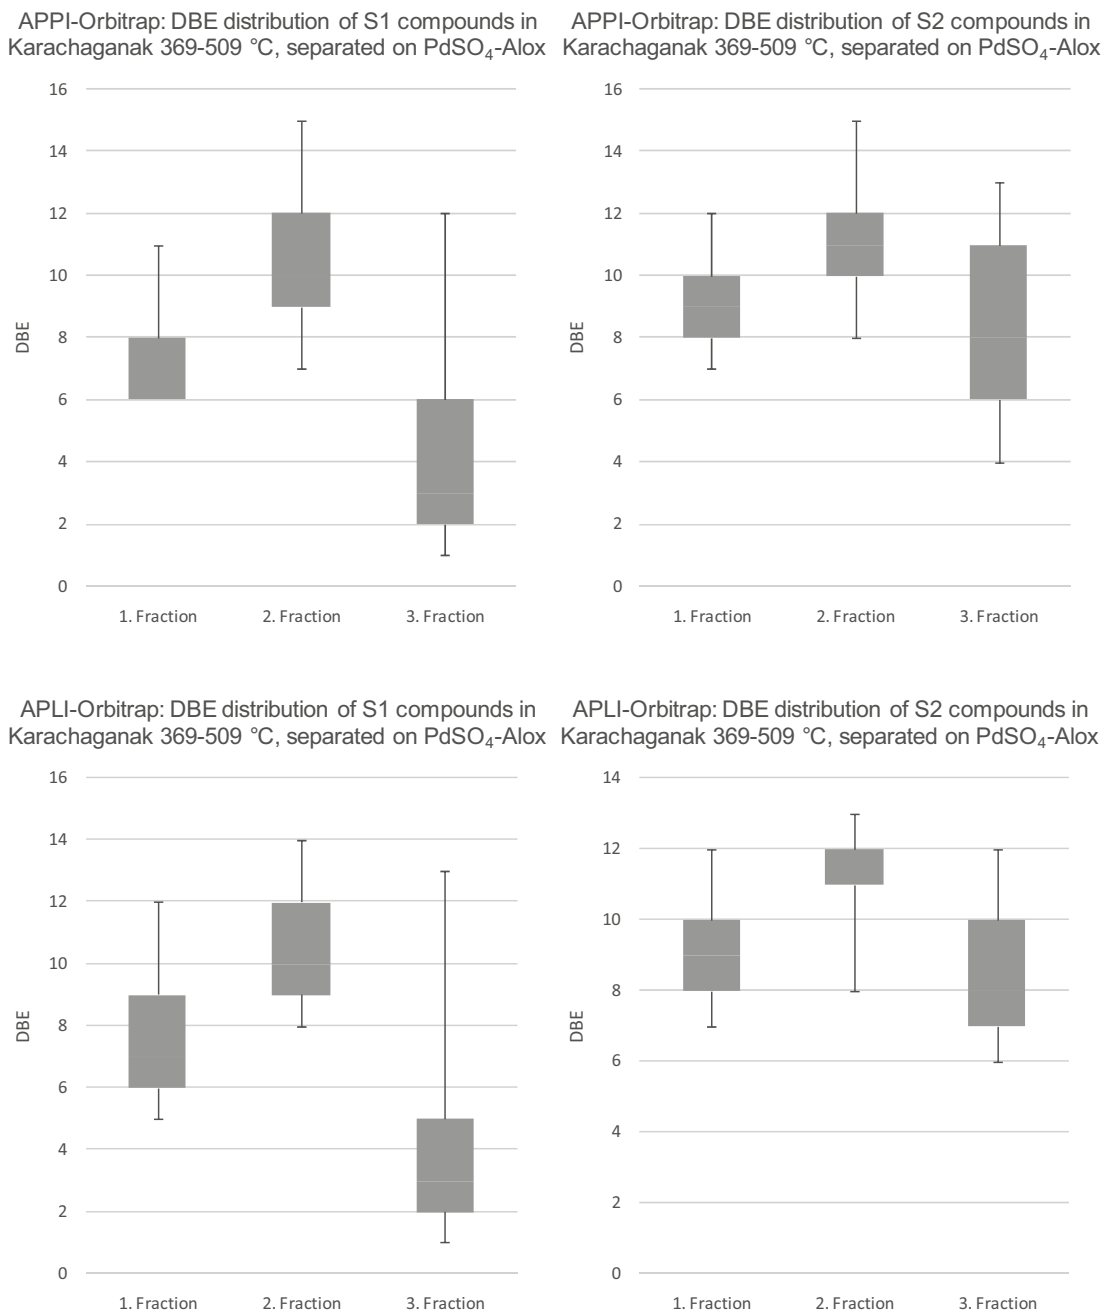 APPI-Orbitrap: DBE distribution of S1 compounds in
Karachaganak 369-509 °C, separated on PdSO₄-Alox
16
14
12
10
8
6
4
2
0
DBE
1. Fraction
2. Fraction
3. Fraction
APPI-Orbitrap: DBE distribution of S2 compounds in
Karachaganak 369-509 °C, separated on PdSO₄-Alox
16
14
12
10
8
6
4
2
0
DBE
1. Fraction
2. Fraction
3. Fraction
APLI-Orbitrap: DBE distribution of S1 compounds in
Karachaganak 369-509 °C, separated on PdSO₄-Alox
16
14
12
10
8
6
4
2
0
DBE
1. Fraction
2. Fraction
3. Fraction
APLI-Orbitrap: DBE distribution of S2 compounds in
Karachaganak 369-509 °C, separated on PdSO₄-Alox
14
12
10
8
6
4
2
0
DBE
1. Fraction
2. Fraction
3. Fraction